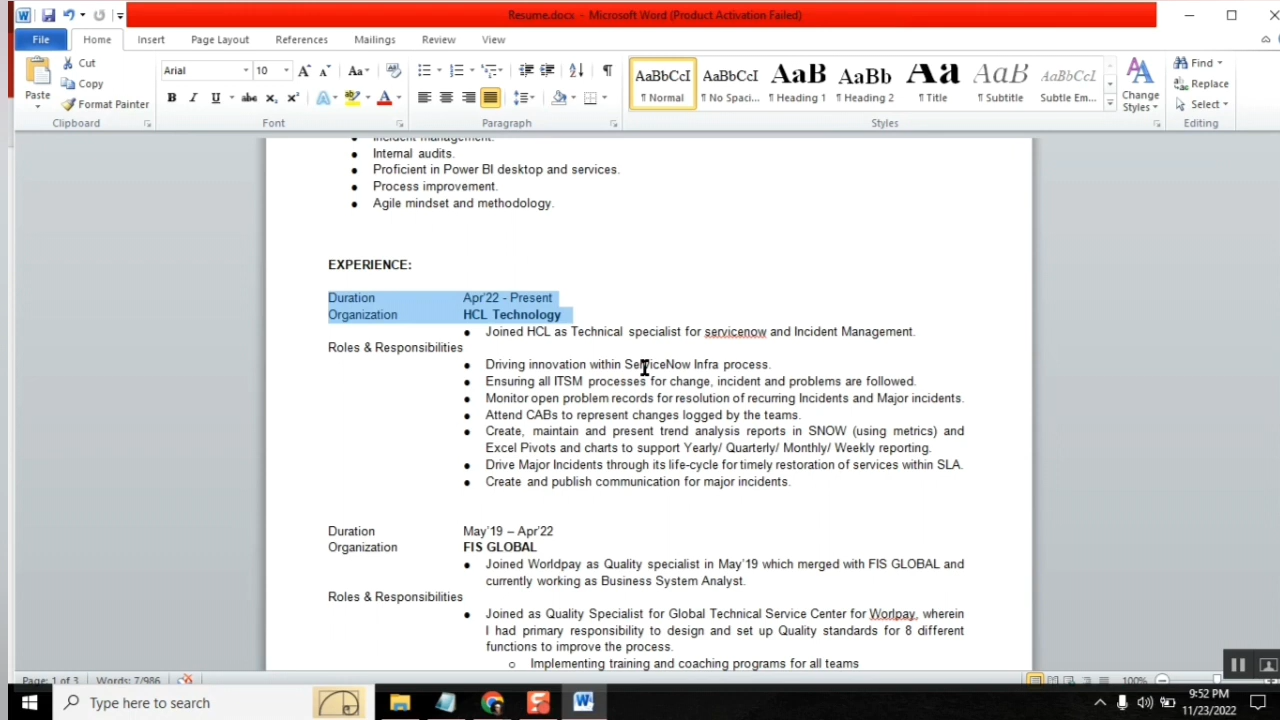 Resume.docx - Microsoft Word (Product Activation Failed)
File Home Insert Page Layout References Mailings Review View
Paste
Cut
Copy
Format Painter
Clipboard
Arial 10
Font
Paragraph
AaBbCcI AaBbCcI AaB AaBb AaB AaB AaBbCcI
¶ Normal ¶ No Spaci... ¶ Heading 1 ¶ Heading 2 ¶ Title ¶ Subtitle Subtle Em...
Styles
Change Styles
Find
Replace
Select
Editing
Incident management.
● Internal audits.
● Proficient in Power BI desktop and services.
● Process improvement.
● Agile mindset and methodology.
EXPERIENCE:
Duration Apr'22 - Present
Organization HCL Technology
● Joined HCL as Technical specialist for servicenow and Incident Management.
Roles & Responsibilities
● Driving innovation within ServiceNow Infra process.
● Ensuring all ITSM processes for change, incident and problems are followed.
● Monitor open problem records for resolution of recurring Incidents and Major incidents.
● Attend CABs to represent changes logged by the teams.
● Create, maintain and present trend analysis reports in SNOW (using metrics) and
Excel Pivots and charts to support Yearly/ Quarterly/ Monthly/ Weekly reporting.
● Drive Major Incidents through its life-cycle for timely restoration of services within SLA.
● Create and publish communication for major incidents.
Duration May'19 – Apr'22
Organization FIS GLOBAL
● Joined Worldpay as Quality specialist in May'19 which merged with FIS GLOBAL and
currently working as Business System Analyst.
Roles & Responsibilities
● Joined as Quality Specialist for Global Technical Service Center for Worlpay, wherein
I had primary responsibility to design and set up Quality standards for 8 different
functions to improve the process.
o Implementing training and coaching programs for all teams
Page: 1 of 3 Words: 7/986 100%
Type here to search
9:52 PM
11/23/2022